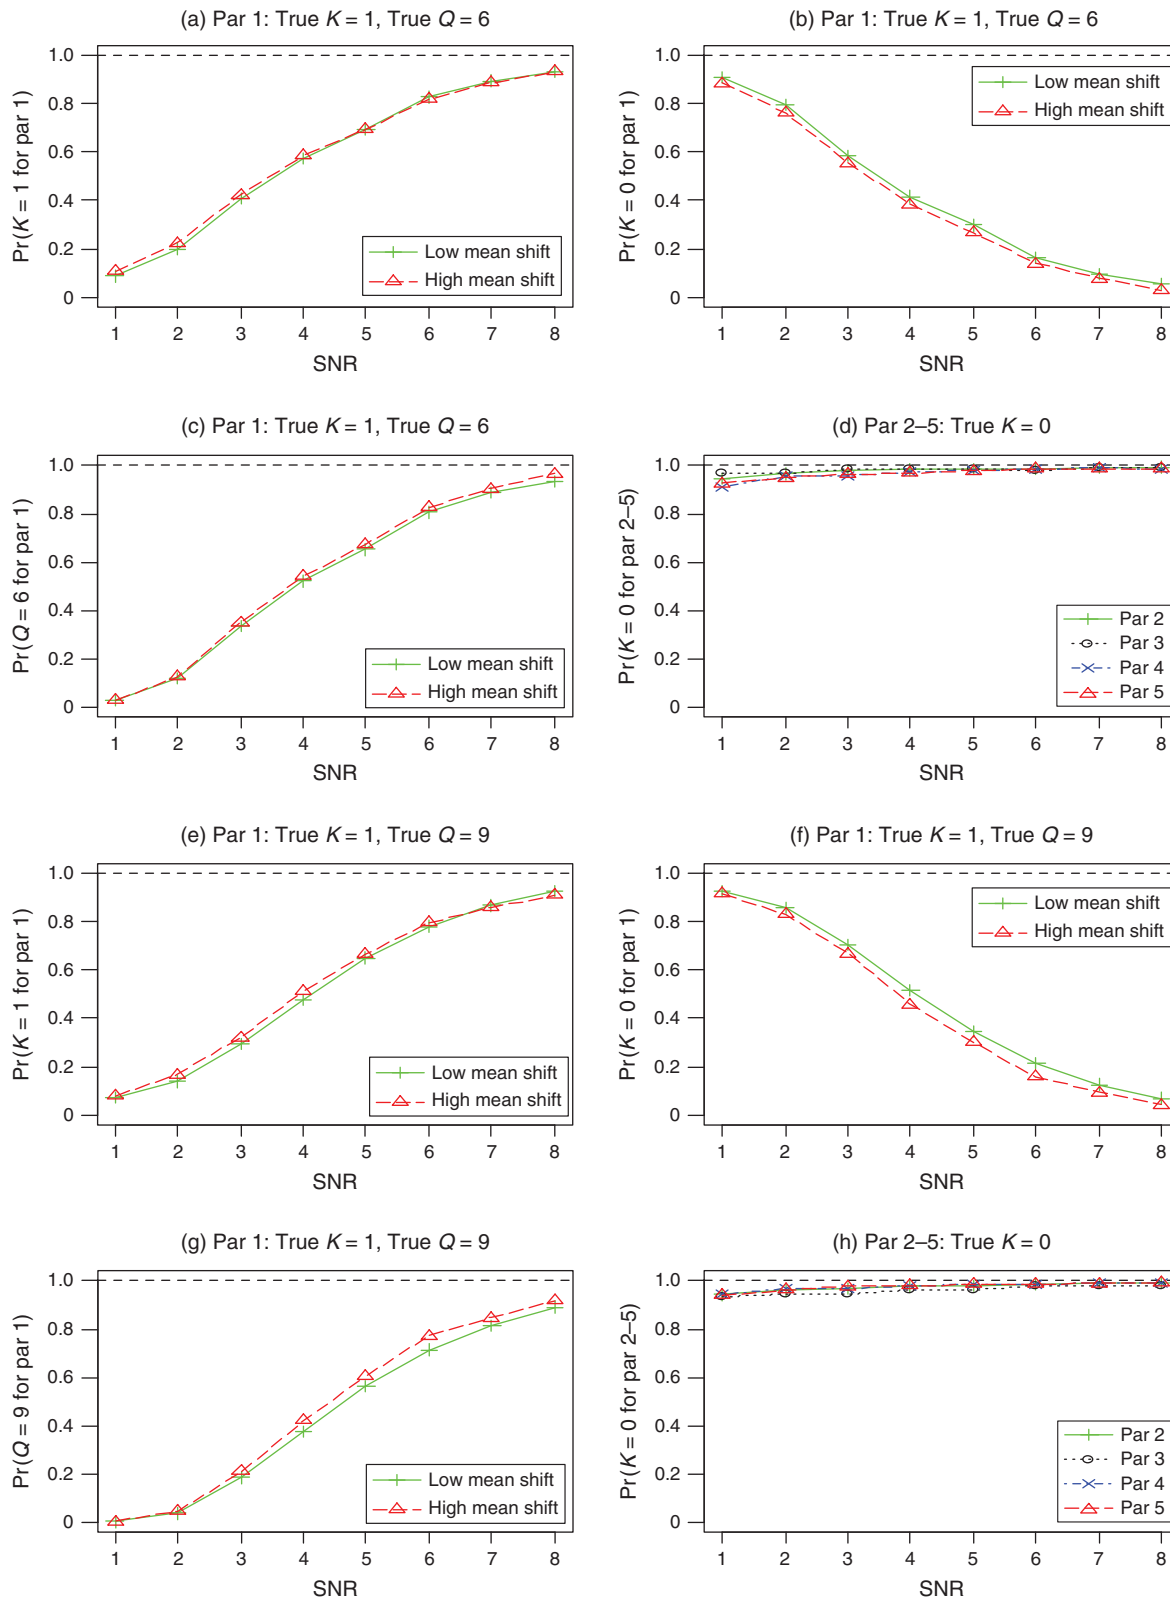 (a) Par 1: True K = 1, True Q = 6
Pr(K = 1 for par 1)
1.0
0.8
0.6
0.4
0.2
0
Low mean shift
High mean shift
1 2 3 4 5 6 7 8
SNR
(b) Par 1: True K = 1, True Q = 6
Pr(K = 0 for par 1)
1.0
0.8
0.6
0.4
0.2
0
Low mean shift
High mean shift
1 2 3 4 5 6 7 8
SNR
(c) Par 1: True K = 1, True Q = 6
Pr(Q = 6 for par 1)
1.0
0.8
0.6
0.4
0.2
0
Low mean shift
High mean shift
1 2 3 4 5 6 7 8
SNR
(d) Par 2–5: True K = 0
Pr(K = 0 for par 2–5)
1.0
0.8
0.6
0.4
0.2
0
Par 2
Par 3
Par 4
Par 5
1 2 3 4 5 6 7 8
SNR
(e) Par 1: True K = 1, True Q = 9
Pr(K = 1 for par 1)
1.0
0.8
0.6
0.4
0.2
0
Low mean shift
High mean shift
1 2 3 4 5 6 7 8
SNR
(f) Par 1: True K = 1, True Q = 9
Pr(K = 0 for par 1)
1.0
0.8
0.6
0.4
0.2
0
Low mean shift
High mean shift
1 2 3 4 5 6 7 8
SNR
(g) Par 1: True K = 1, True Q = 9
Pr(Q = 9 for par 1)
1.0
0.8
0.6
0.4
0.2
0
Low mean shift
High mean shift
1 2 3 4 5 6 7 8
SNR
(h) Par 2–5: True K = 0
Pr(K = 0 for par 2–5)
1.0
0.8
0.6
0.4
0.2
0
Par 2
Par 3
Par 4
Par 5
1 2 3 4 5 6 7 8
SNR